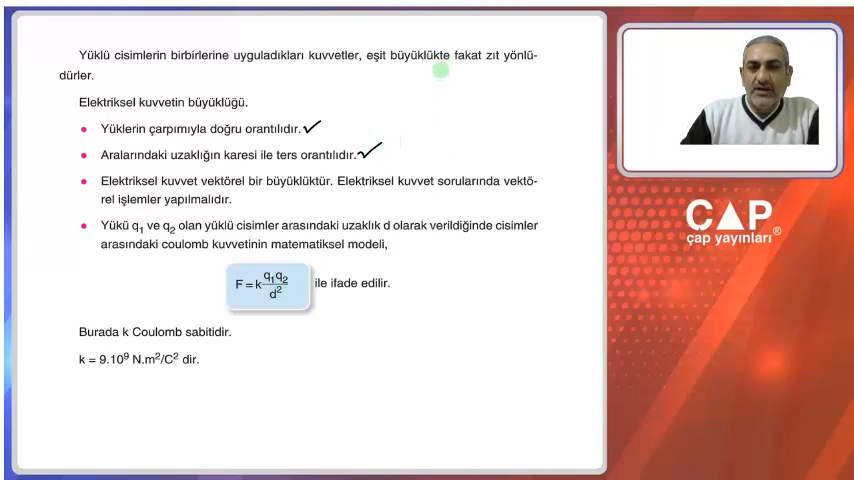 Yüklü cisimlerin birbirlerine uyguladıkları kuvvetler, eşit büyüklükte fakat zıt yönlü-
dürler.
Elektriksel kuvvetin büyüklüğü.
• Yüklerin çarpımıyla doğru orantılıdır.
• Aralarındaki uzaklığın karesi ile ters orantılıdır.
• Elektriksel kuvvet vektörel bir büyüklüktür. Elektriksel kuvvet sorularında vektö-
rel işlemler yapılmalıdır.
• Yükü q₁ ve q₂ olan yüklü cisimler arasındaki uzaklık d olarak verildiğinde cisimler
arasındaki coulomb kuvvetinin matematiksel modeli,
F = k q₁q₂/d² ile ifade edilir.
Burada k Coulomb sabitidir.
k = 9.10⁹ N.m²/C² dir.
ÇAP
çap yayınları®